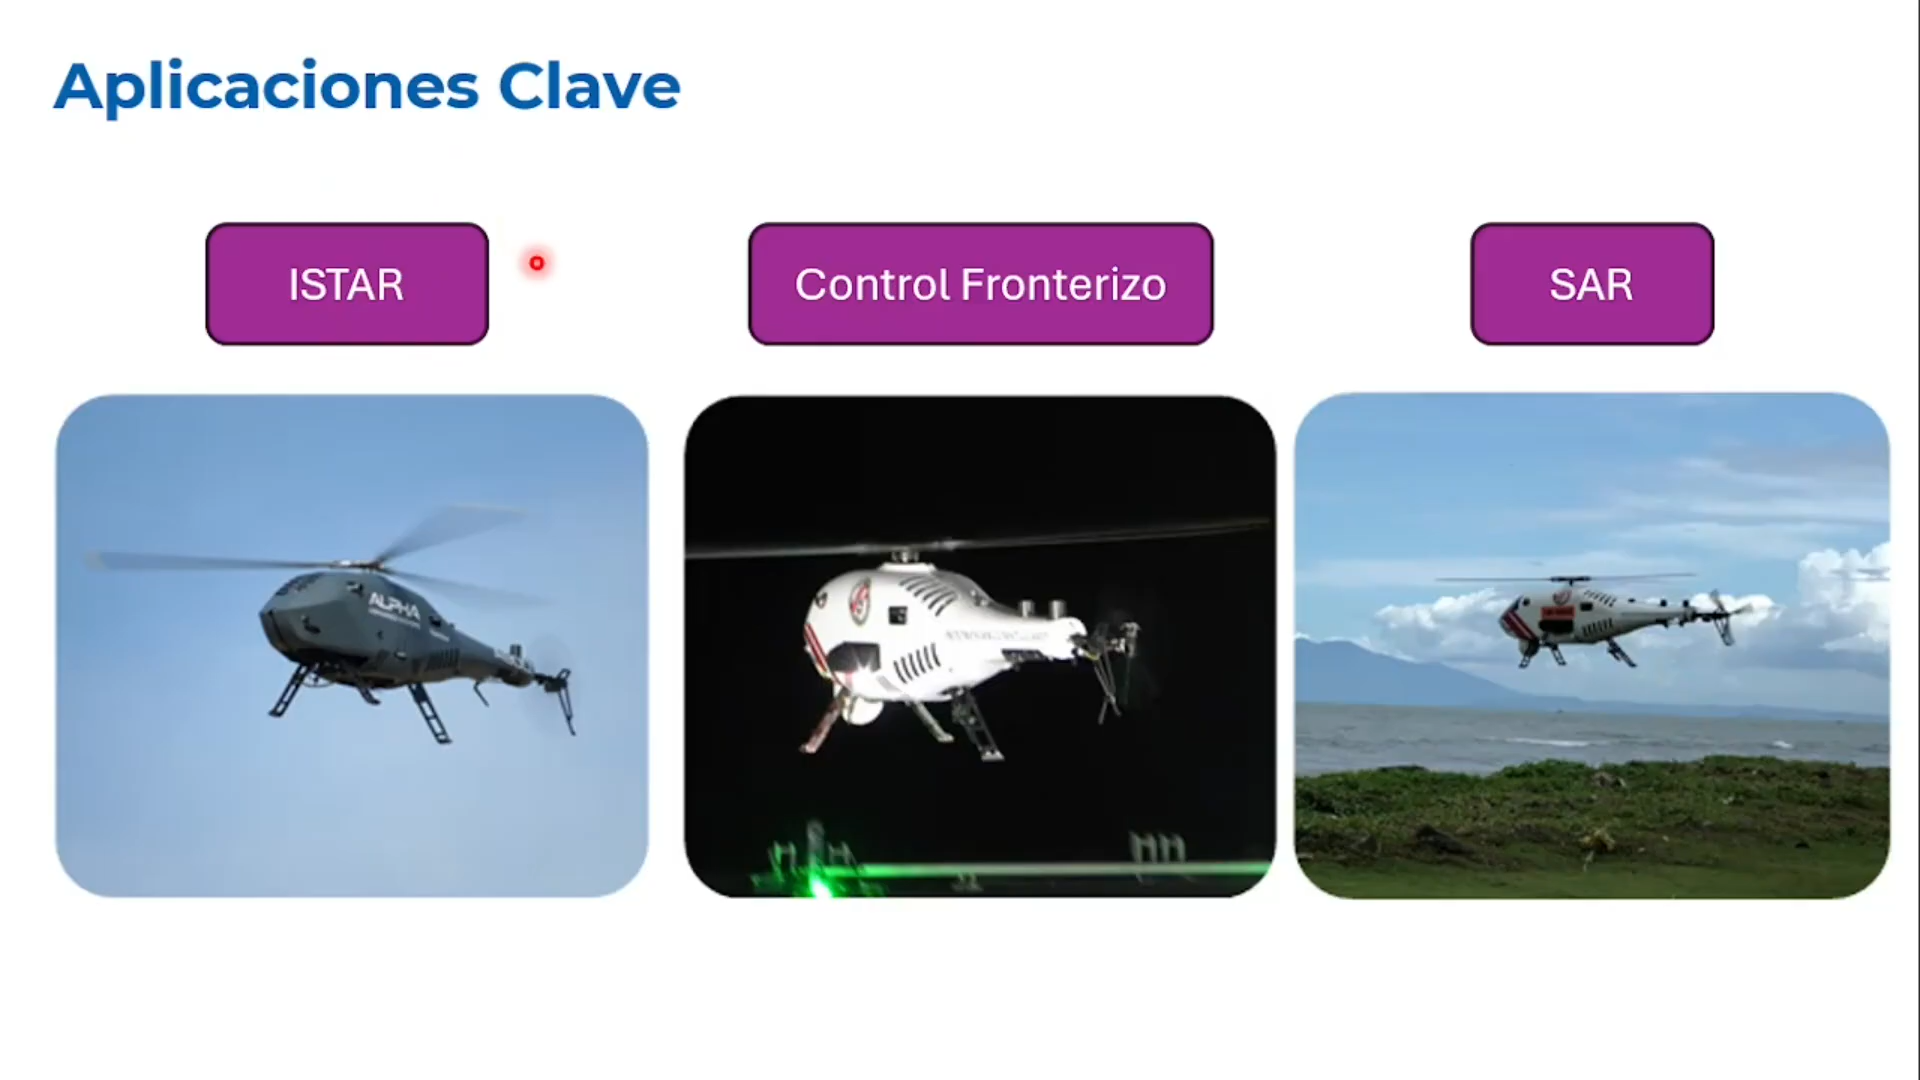 Aplicaciones Clave
ISTAR
Control Fronterizo
SAR
ALPHA